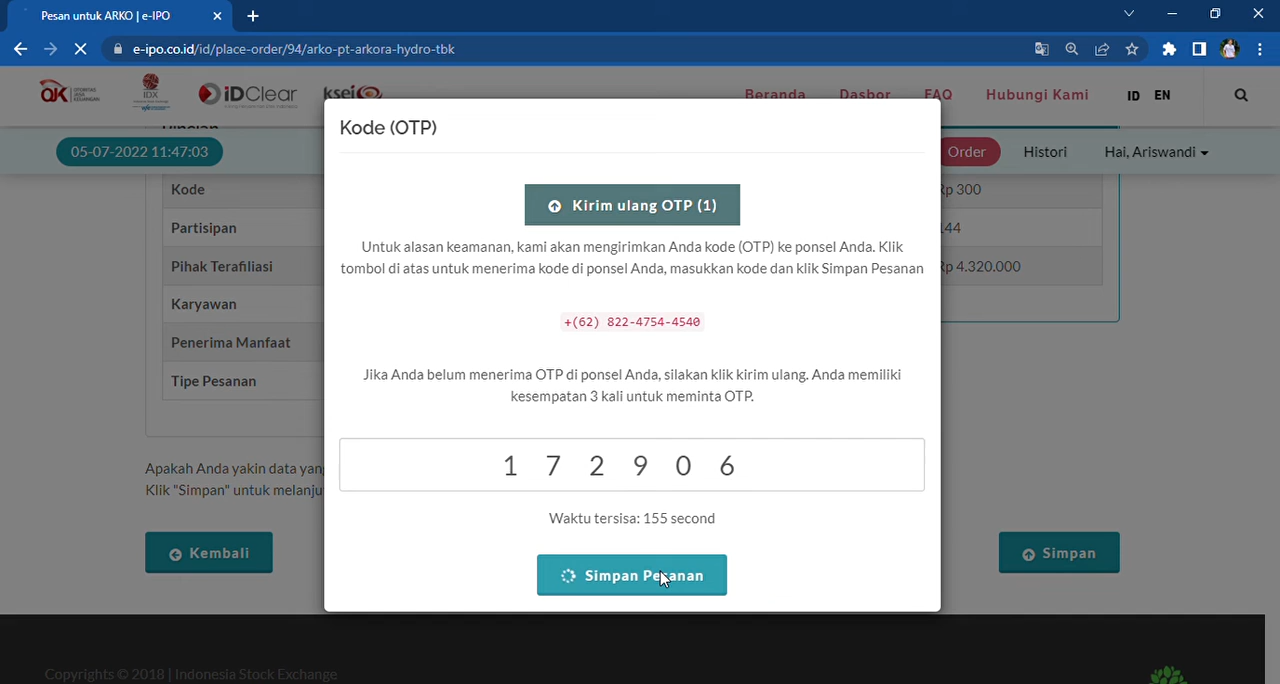 Pesan untuk ARKO | e-IPO
e-ipo.co.id/id/place-order/94/arko-pt-arkora-hydro-tbk
OTORITAS JASA KEUANGAN
IDX
iDClear
ksei
Beranda Dasbor FAQ Hubungi Kami ID EN
05-07-2022 11:47:03
Order Histori Hai, Ariswandi
Kode (OTP)
Kode
Rp 300
Partisipan
144
Pihak Terafiliasi
Rp 4.320.000
Karyawan
Penerima Manfaat
Tipe Pesanan
Kirim ulang OTP (1)
Untuk alasan keamanan, kami akan mengirimkan Anda kode (OTP) ke ponsel Anda. Klik
tombol di atas untuk menerima kode di ponsel Anda, masukkan kode dan klik Simpan Pesanan
+(62) 822-4754-4540
Jika Anda belum menerima OTP di ponsel Anda, silakan klik kirim ulang. Anda memiliki
kesempatan 3 kali untuk meminta OTP.
1 7 2 9 0 6
Waktu tersisa: 155 second
Simpan Pesanan
Apakah Anda yakin data yang
Klik "Simpan" untuk melanju
Kembali
Simpan
Copyrights © 2018 | Indonesia Stock Exchange